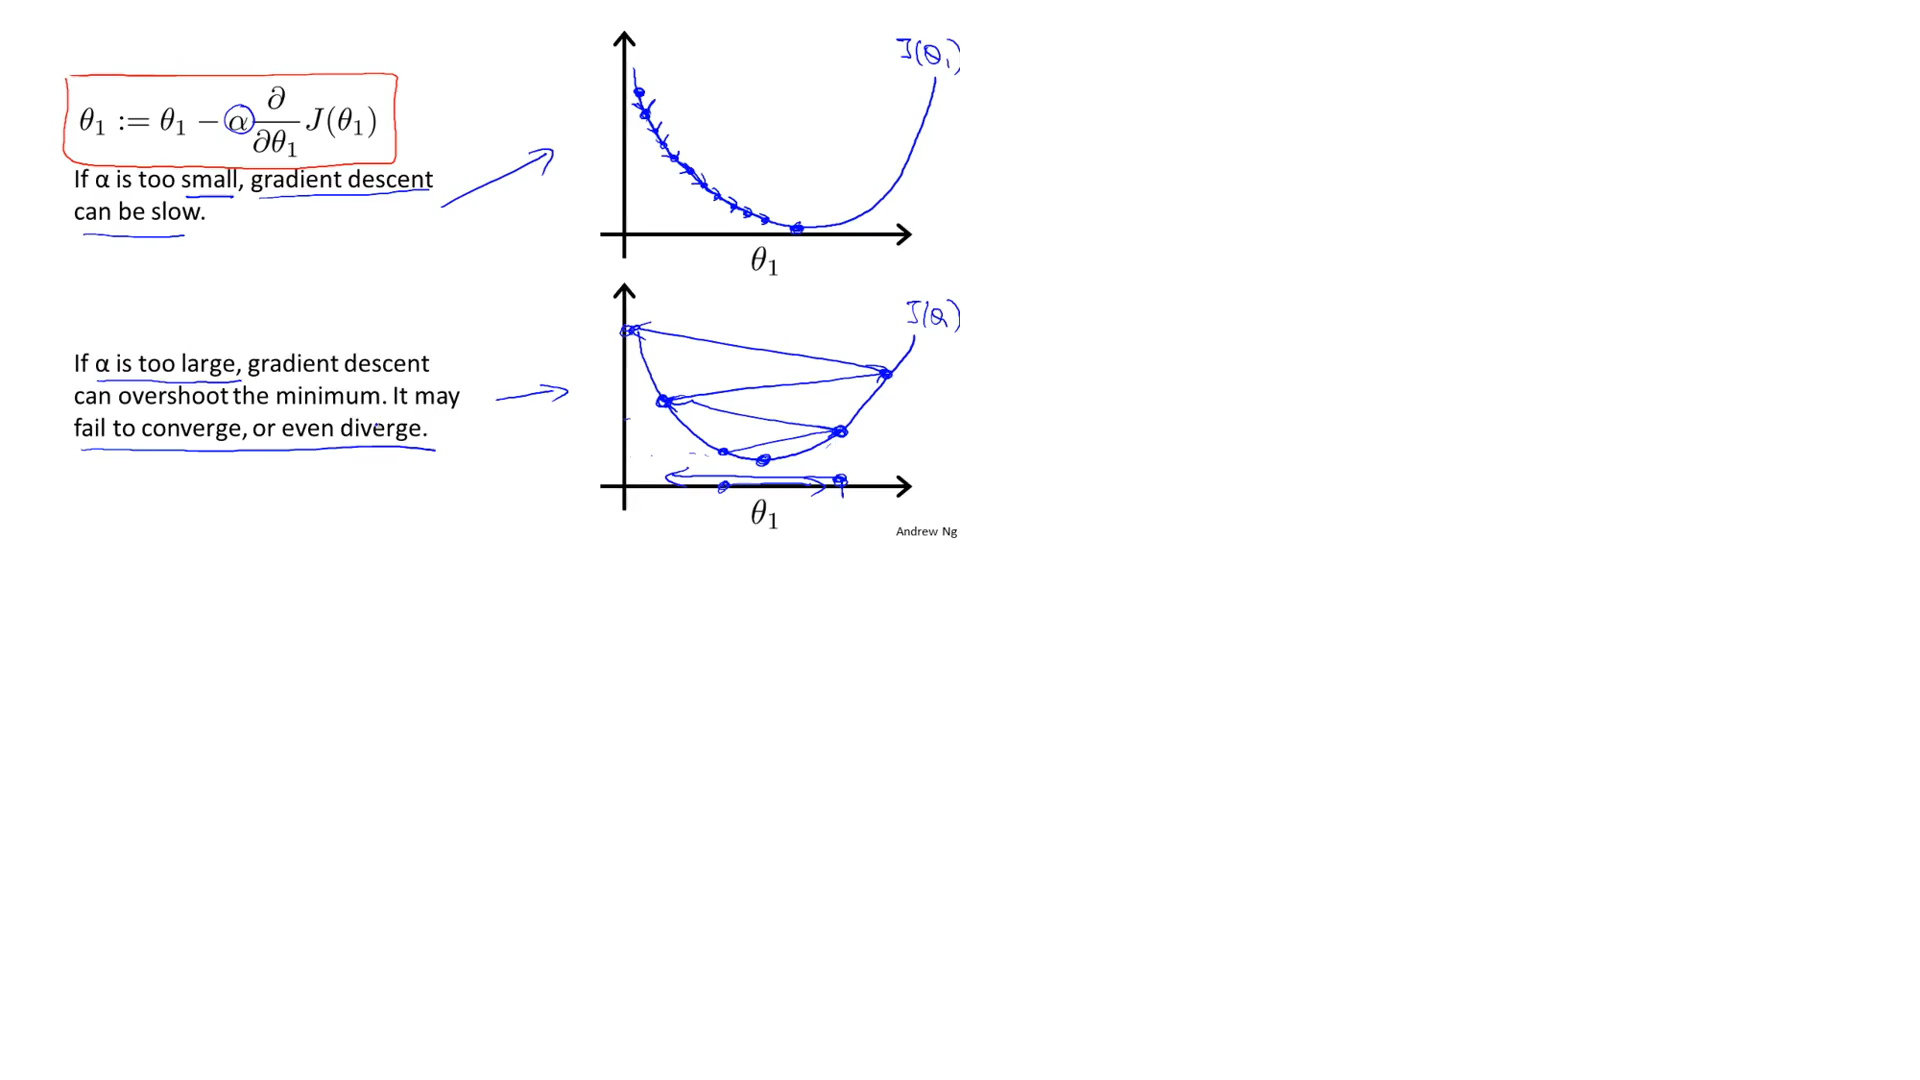 θ₁ := θ₁ − α ∂/∂θ₁ J(θ₁)
If α is too small, gradient descent
can be slow.
J(θ₁)
θ₁
If α is too large, gradient descent
can overshoot the minimum. It may
fail to converge, or even diverge.
J(θ₁)
θ₁
Andrew Ng